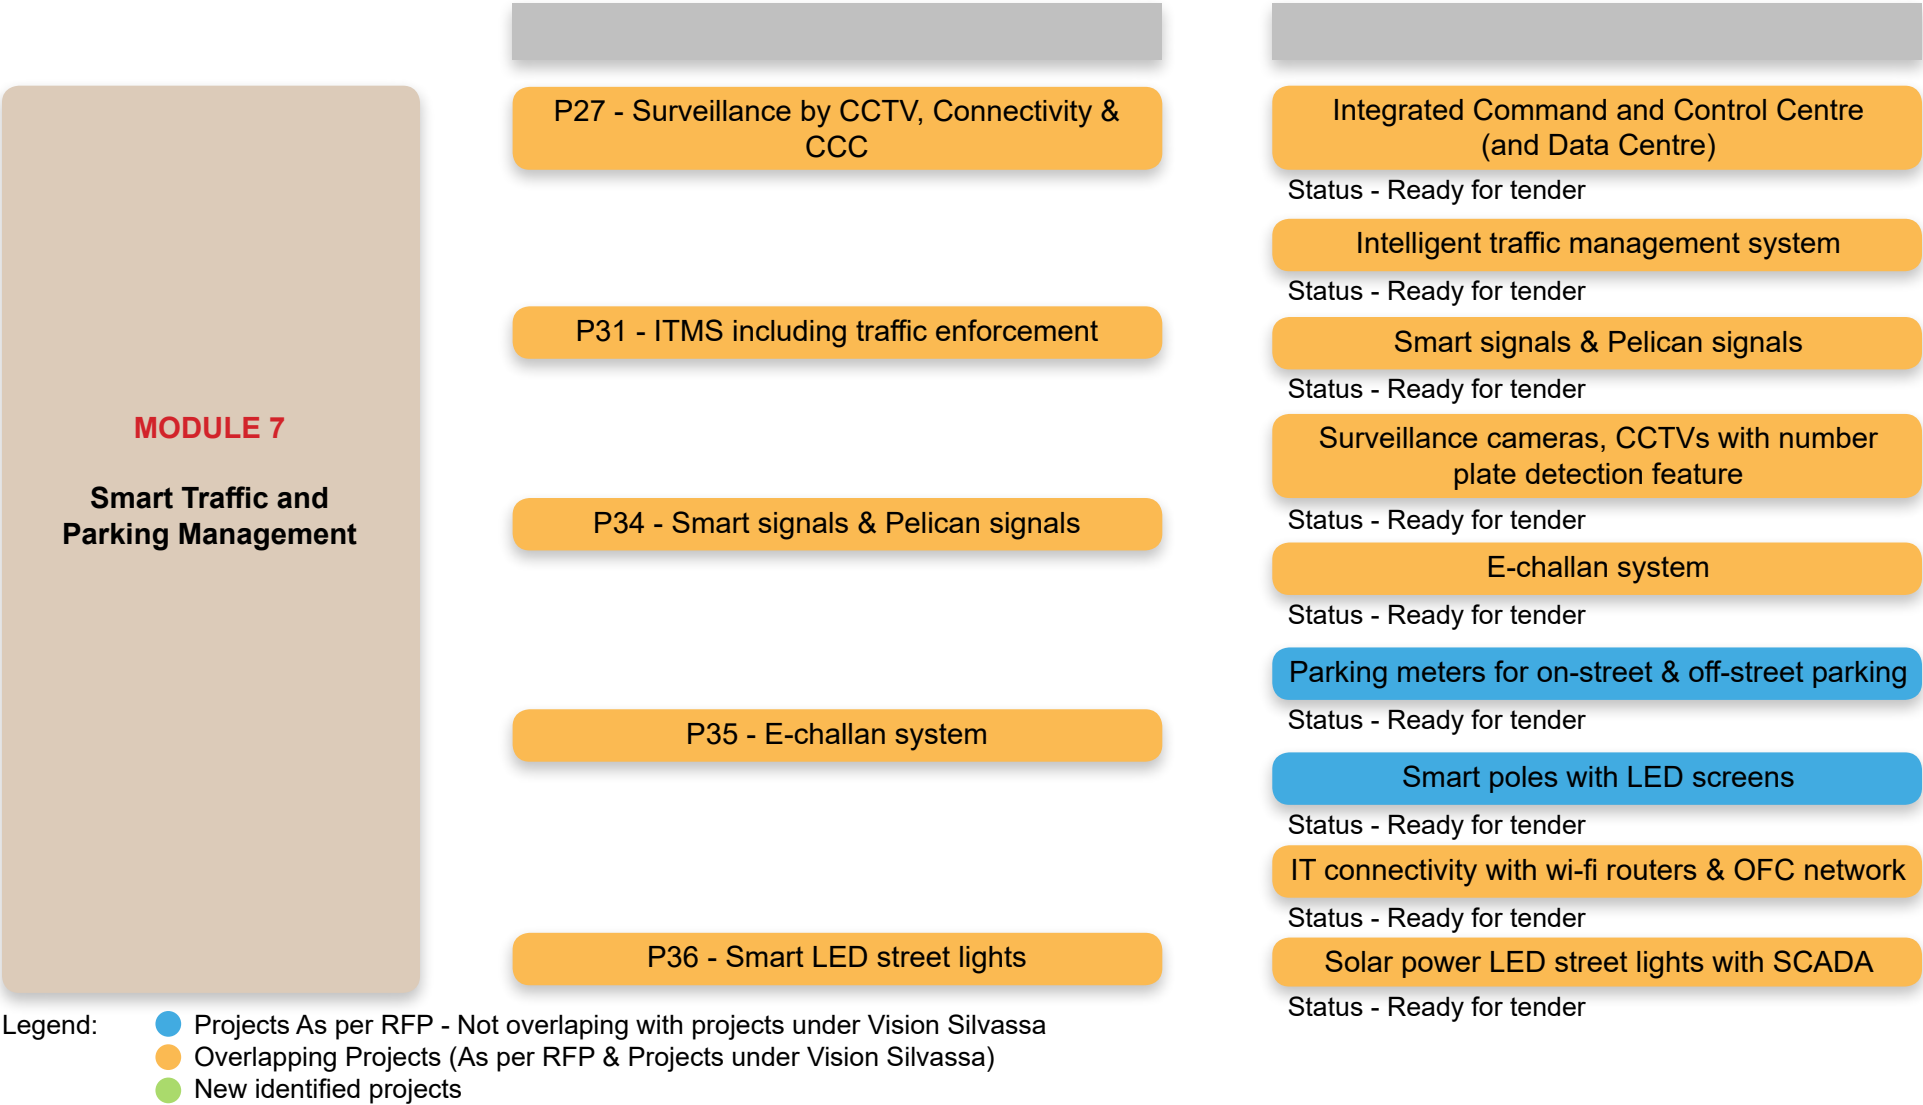 MODULE 7
Smart Traffic and
Parking Management
P27 - Surveillance by CCTV, Connectivity &
CCC
P31 - ITMS including traffic enforcement
P34 - Smart signals & Pelican signals
P35 - E-challan system
P36 - Smart LED street lights
Integrated Command and Control Centre
(and Data Centre)
Status - Ready for tender
Intelligent traffic management system
Status - Ready for tender
Smart signals & Pelican signals
Status - Ready for tender
Surveillance cameras, CCTVs with number
plate detection feature
Status - Ready for tender
E-challan system
Status - Ready for tender
Parking meters for on-street & off-street parking
Status - Ready for tender
Smart poles with LED screens
Status - Ready for tender
IT connectivity with wi-fi routers & OFC network
Status - Ready for tender
Solar power LED street lights with SCADA
Status - Ready for tender
Legend:
Projects As per RFP - Not overlaping with projects under Vision Silvassa
Overlapping Projects (As per RFP & Projects under Vision Silvassa)
New identified projects